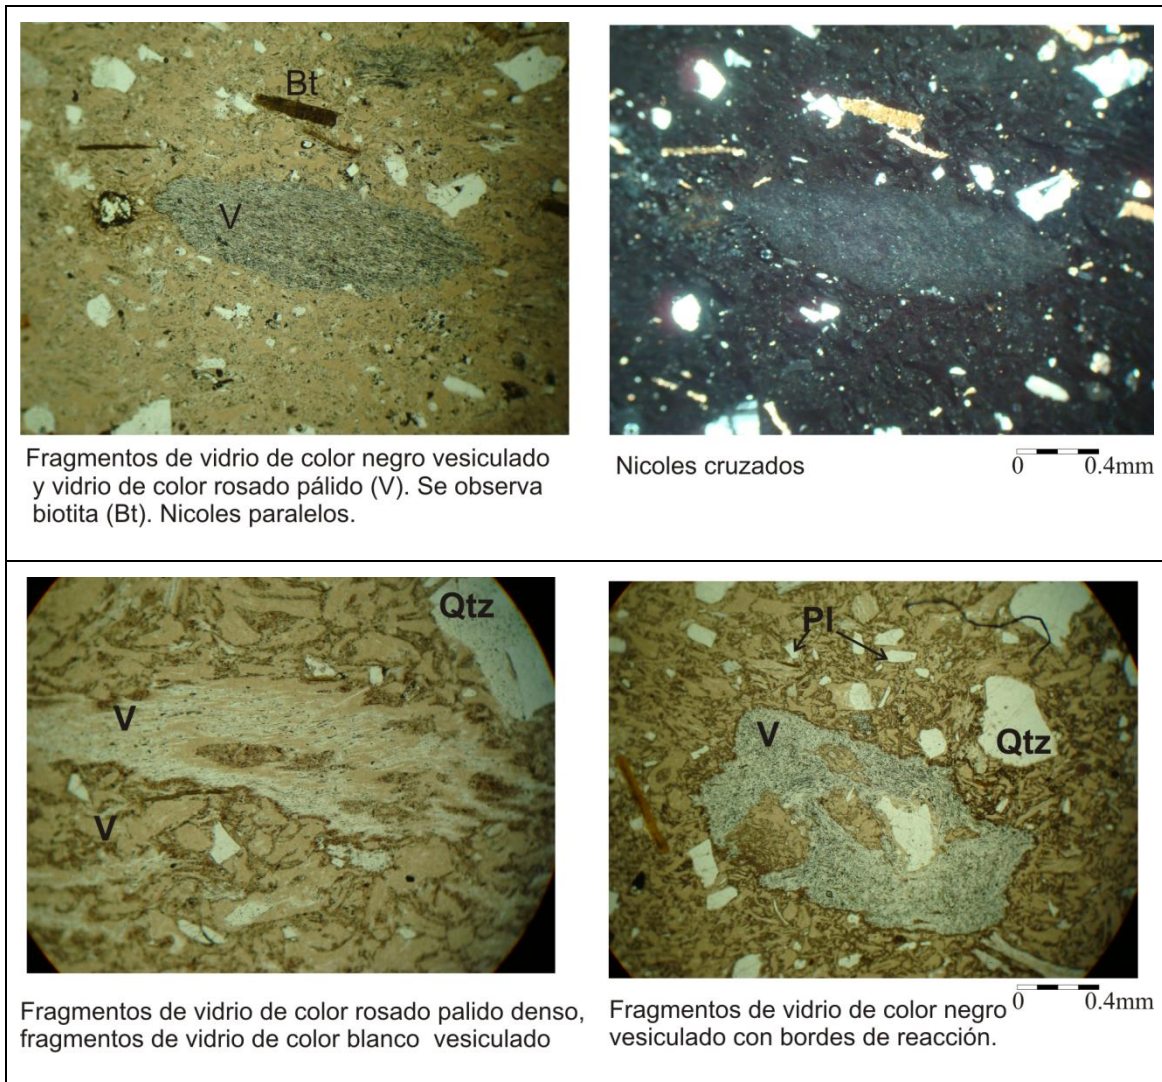 Bt
V
Fragmentos de vidrio de color negro vesiculado
y vidrio de color rosado pálido (V). Se observa
biotita (Bt). Nicoles paralelos.
Nicoles cruzados
0 0.4mm
Qtz
V
V
Pl
V
Qtz
Fragmentos de vidrio de color rosado palido denso,
fragmentos de vidrio de color blanco vesiculado
Fragmentos de vidrio de color negro
vesiculado con bordes de reacción.
0 0.4mm